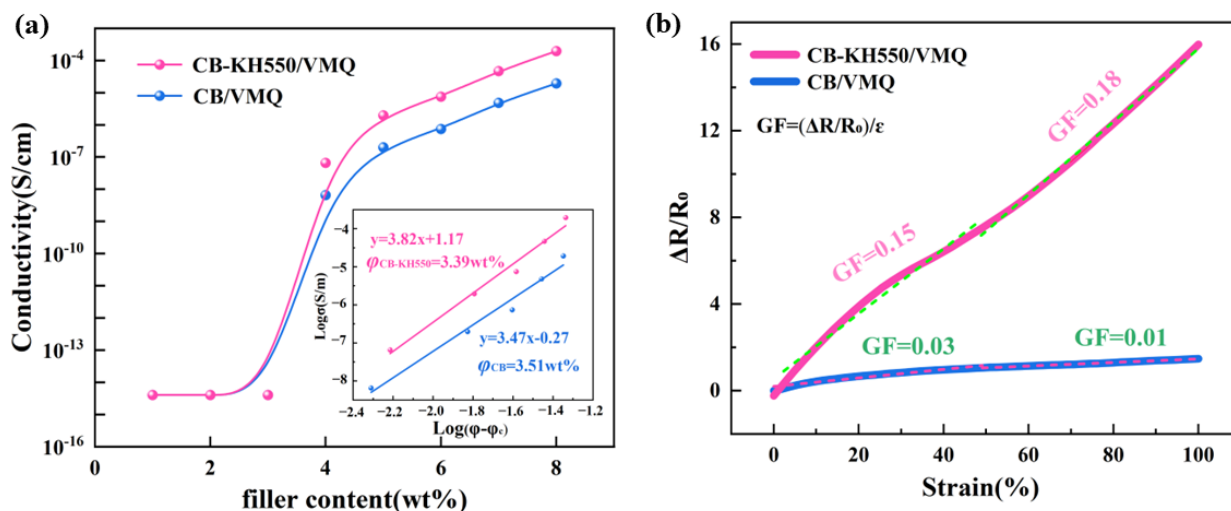 (a)
CB-KH550/VMQ
CB/VMQ
Conductivity(S/cm)
10⁻⁴
10⁻⁷
10⁻¹⁰
10⁻¹³
10⁻¹⁶
0
2
4
6
8
filler content(wt%)
y=3.82x+1.17
φCB-KH550=3.39wt%
y=3.47x-0.27
φCB=3.51wt%
Logσ(S/m)
−4
−5
−6
−7
−8
−2.4
−2.0
−1.8
−1.6
−1.4
−1.2
Log(φ-φc)
(b)
CB-KH550/VMQ
CB/VMQ
GF=(ΔR/R₀)/ε
GF=0.18
GF=0.15
GF=0.03
GF=0.01
ΔR/R₀
16
12
8
4
0
0
20
40
60
80
100
Strain(%)